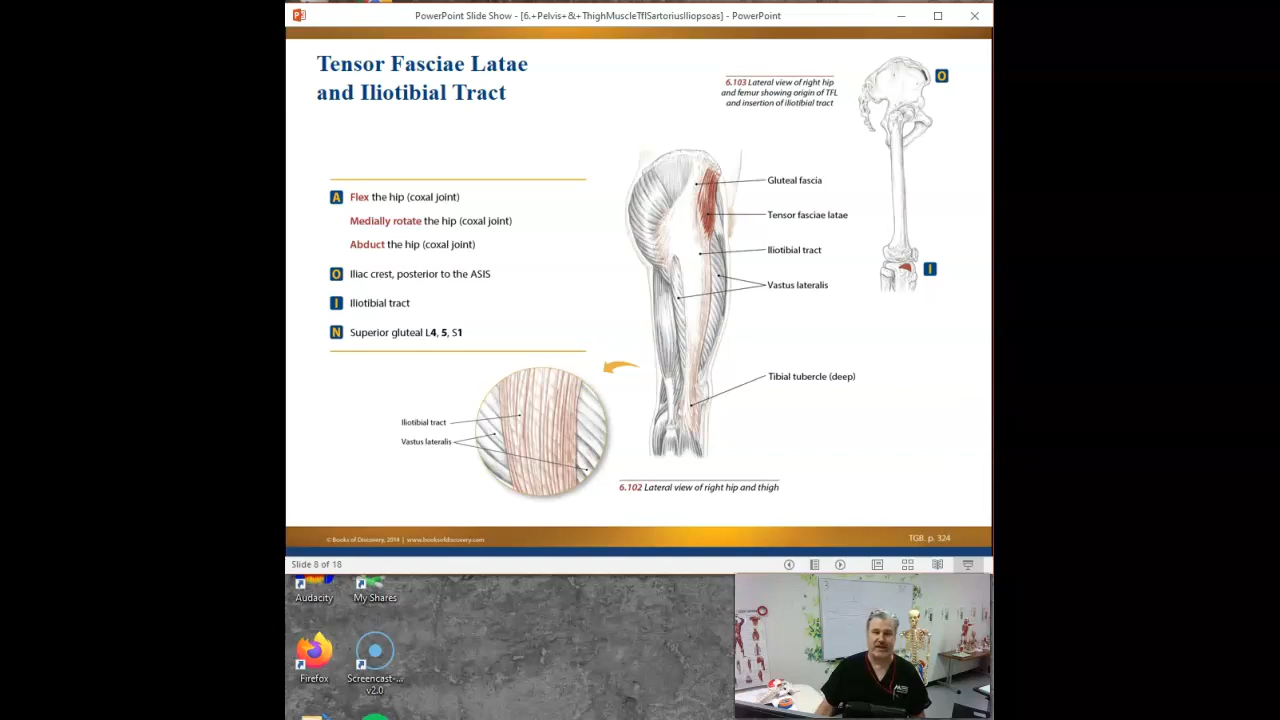 PowerPoint Slide Show - [6.+Pelvis+&+ThighMuscleTflSartoriusIliopsoas] - PowerPoint
Tensor Fasciae Latae
and Iliotibial Tract
6.103 Lateral view of right hip
and femur showing origin of TFL
and insertion of iliotibial tract
O
A Flex the hip (coxal joint)
Medially rotate the hip (coxal joint)
Abduct the hip (coxal joint)
O Iliac crest, posterior to the ASIS
I Iliotibial tract
N Superior gluteal L4, 5, S1
Gluteal fascia
Tensor fasciae latae
Iliotibial tract
Vastus lateralis
I
Tibial tubercle (deep)
Iliotibial tract
Vastus lateralis
6.102 Lateral view of right hip and thigh
© Books of Discovery, 2014 | www.booksofdiscovery.com
TGB. p. 324
Slide 8 of 18
Audacity
My Shares
Firefox
Screencast-...
v2.0